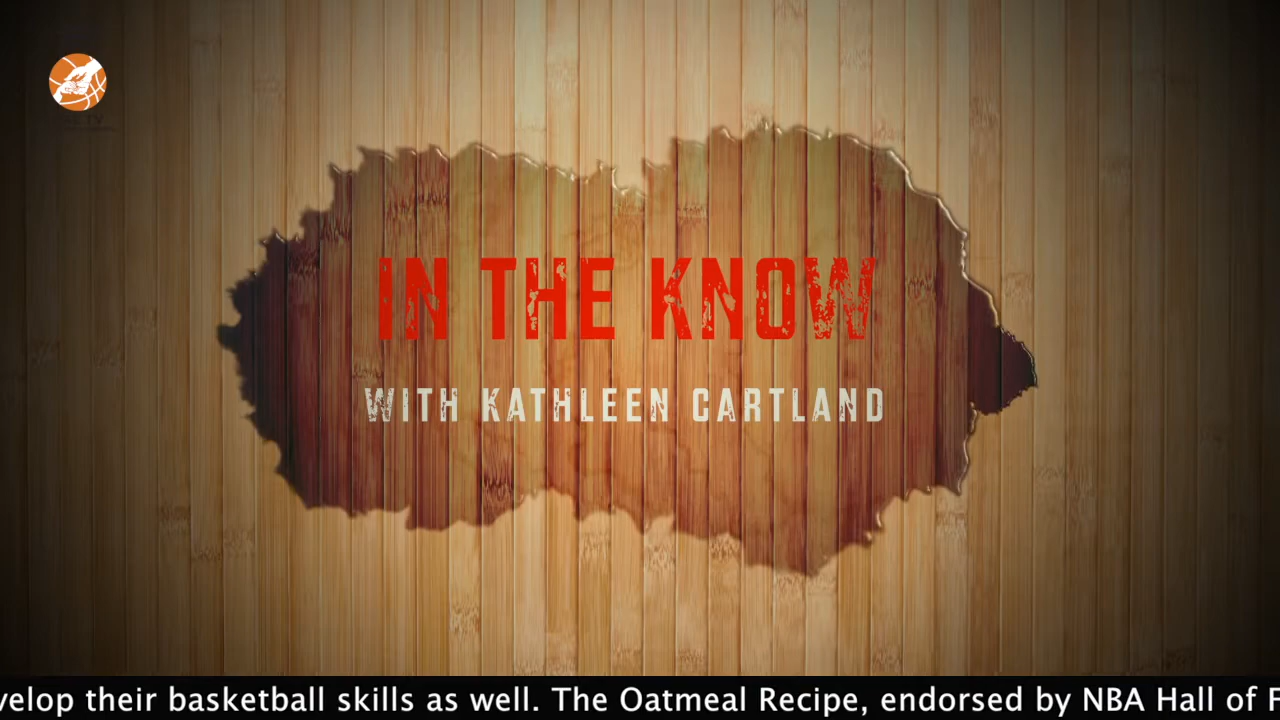 IN THE KNOW
WITH KATHLEEN CARTLAND
velop their basketball skills as well. The Oatmeal Recipe, endorsed by NBA Hall of F